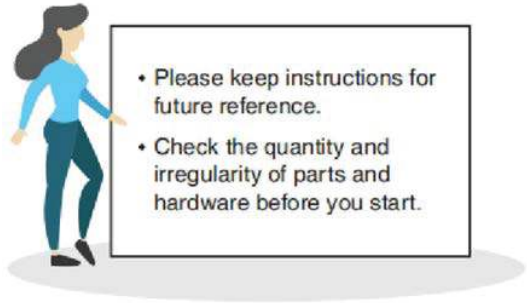 • Please keep instructions for
future reference.
• Check the quantity and
irregularity of parts and
hardware before you start.